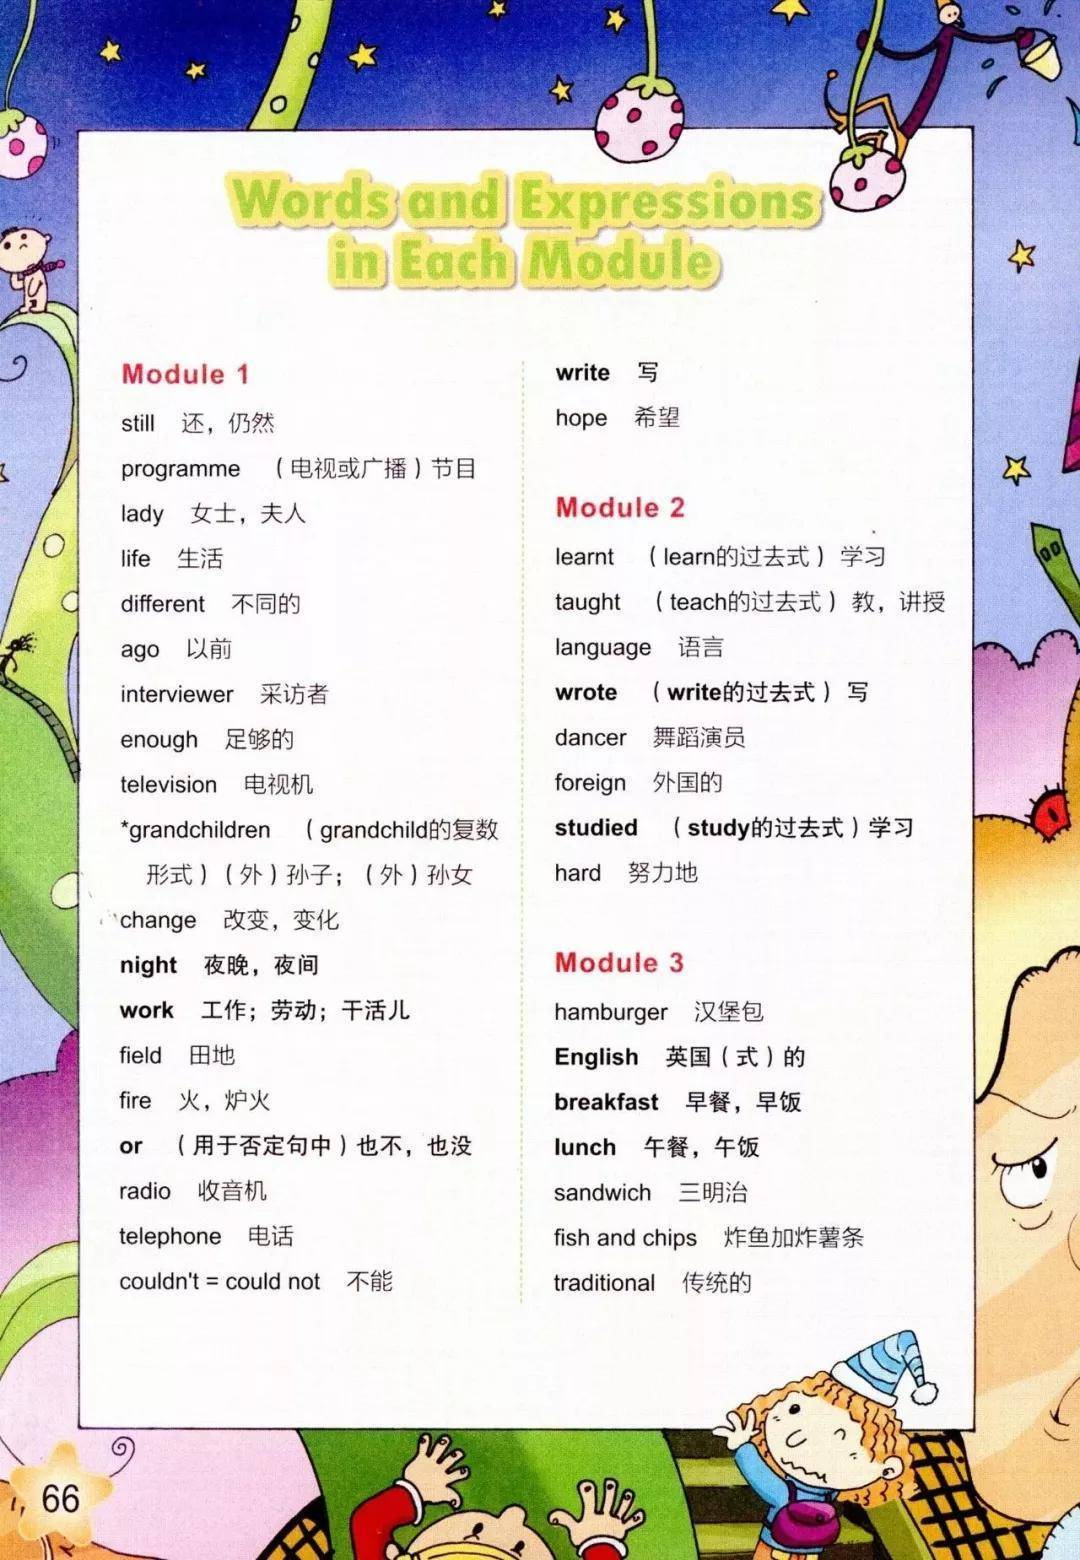 Words and Expressions
in Each Module
Module 1
still 还，仍然
programme （电视或广播）节目
lady 女士，夫人
life 生活
different 不同的
ago 以前
interviewer 采访者
enough 足够的
television 电视机
*grandchildren （grandchild的复数
形式）（外）孙子；（外）孙女
change 改变，变化
night 夜晚，夜间
work 工作；劳动；干活儿
field 田地
fire 火，炉火
or （用于否定句中）也不，也没
radio 收音机
telephone 电话
couldn't = could not 不能
write 写
hope 希望
Module 2
learnt （learn的过去式）学习
taught （teach的过去式）教，讲授
language 语言
wrote （write的过去式）写
dancer 舞蹈演员
foreign 外国的
studied （study的过去式）学习
hard 努力地
Module 3
hamburger 汉堡包
English 英国（式）的
breakfast 早餐，早饭
lunch 午餐，午饭
sandwich 三明治
fish and chips 炸鱼加炸薯条
traditional 传统的
66